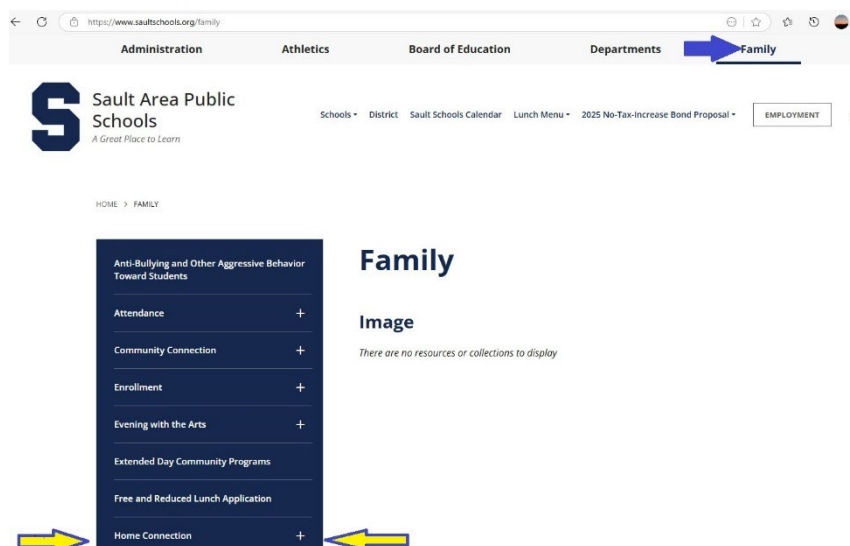 https://www.saultschools.org/family
Administration Athletics Board of Education Departments Family
S
Sault Area Public
Schools
A Great Place to Learn
Schools District Sault Schools Calendar Lunch Menu 2025 No-Tax-Increase Bond Proposal EMPLOYMENT
HOME > FAMILY
Anti-Bullying and Other Aggressive Behavior
Toward Students
Attendance +
Community Connection +
Enrollment +
Evening with the Arts +
Extended Day Community Programs
Free and Reduced Lunch Application
Home Connection +
Family
Image
There are no resources or collections to display